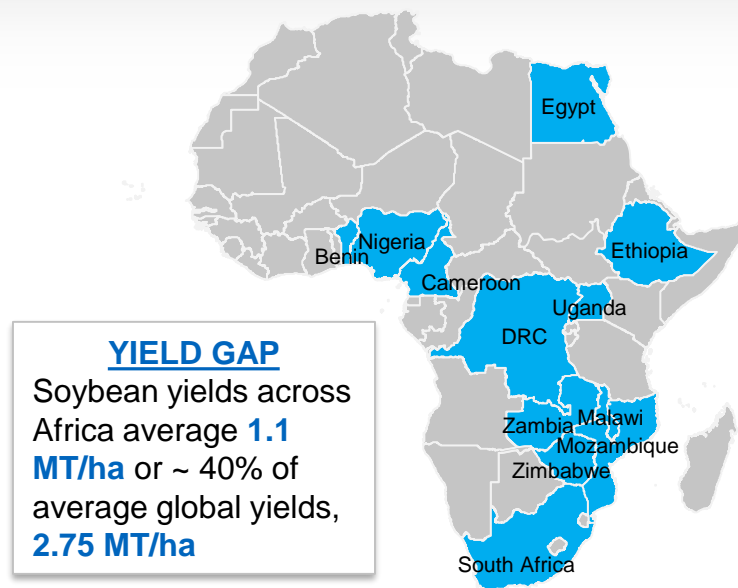 Egypt
Nigeria
Benin
Ethiopia
Cameroon
Uganda
DRC
Malawi
Zambia
Mozambique
Zimbabwe
South Africa
YIELD GAP
Soybean yields across
Africa average 1.1
MT/ha or ~ 40% of
average global yields,
2.75 MT/ha